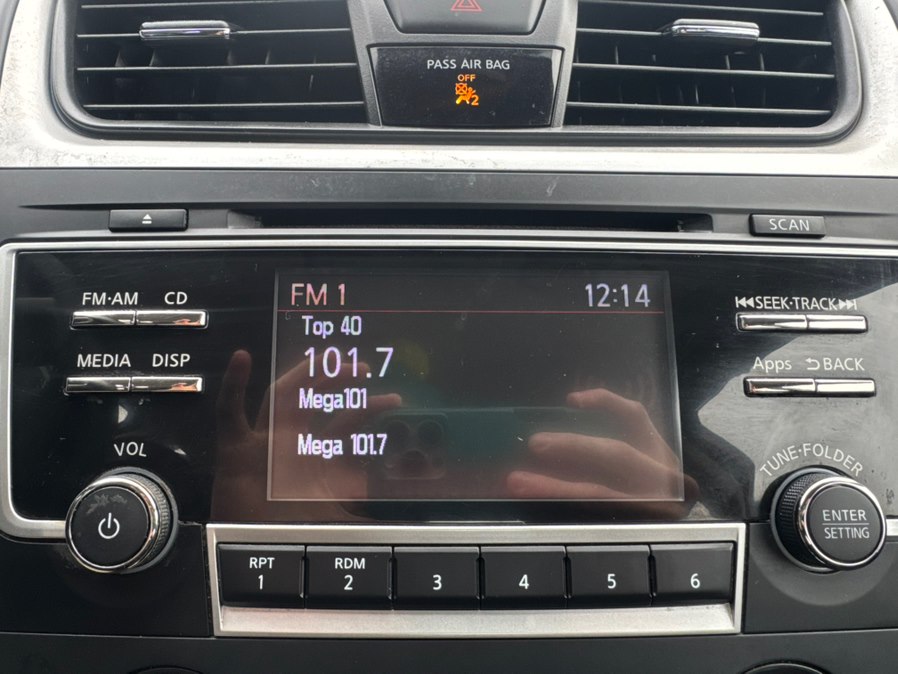 PASS AIR BAG
OFF
2
SCAN
FM·AM CD
MEDIA DISP
VOL
FM 1 12:14
Top 40
101.7
Mega101
Mega 101.7
SEEK·TRACK
Apps BACK
TUNE·FOLDER
ENTER
SETTING
RPT RDM
1 2 3 4 5 6